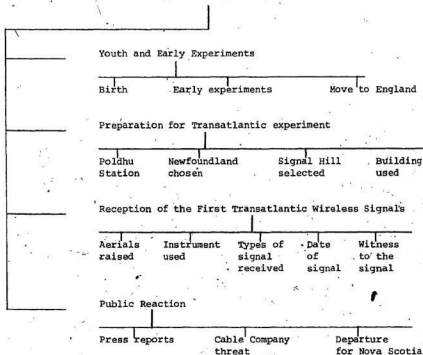 Youth and Early Experiments
Birth Early experiments Move to England
Preparation for Transatlantic experiment
Poldhu Newfoundland Signal Hill Building
Station chosen selected used
Reception of the First Transatlantic Wireless Signals
Aerials Instrument Types of Date Witness
raised used signal of to the
received signal signal
Public Reaction
Press reports Cable Company Departure
threat for Nova Scotia